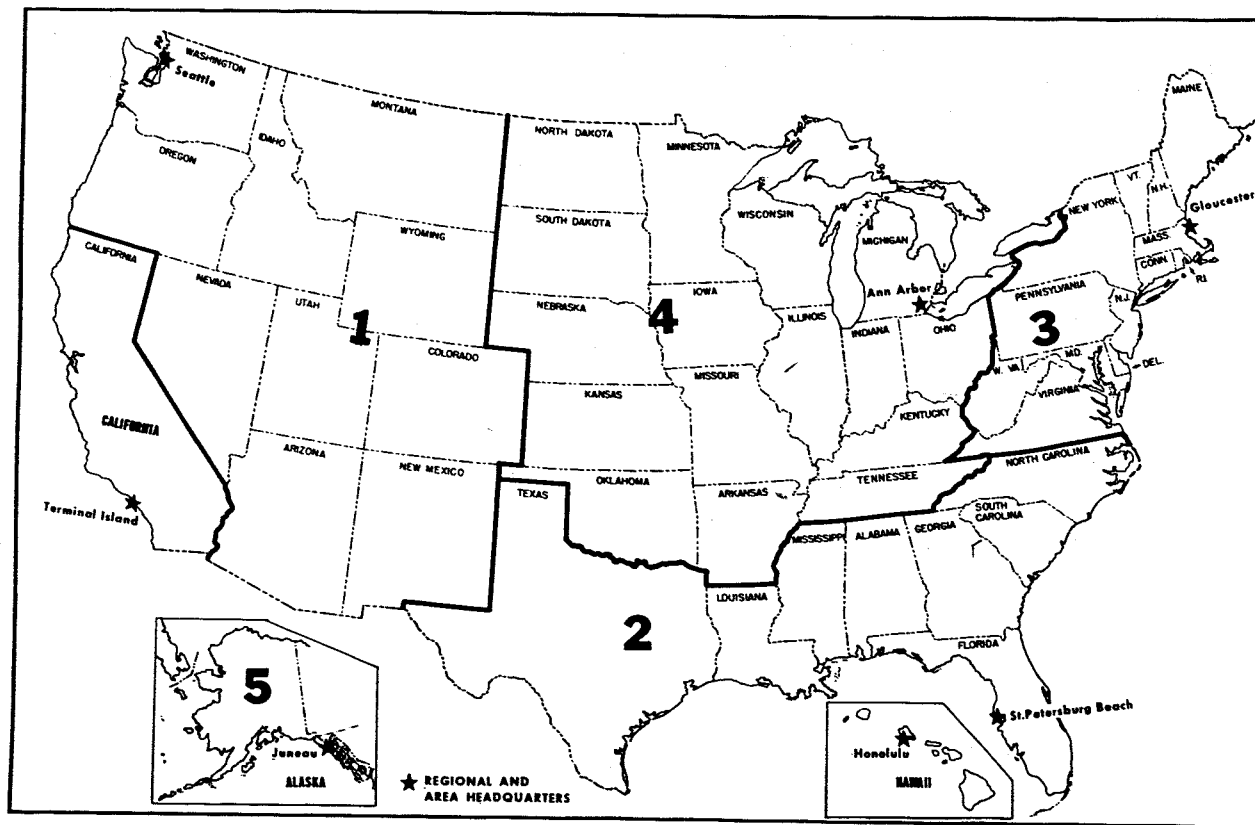 WASHINGTON
Seattle
MONTANA
IDAHO
OREGON
NORTH DAKOTA
MINNESOTA
MAINE
VT.
N.H.
NEW YORK
Gloucester
SOUTH DAKOTA
WISCONSIN
MICHIGAN
MASS.
CONN.
R.I.
WYOMING
CALIFORNIA
NEVADA
UTAH
1
NEBRASKA
4
IOWA
Ann Arbor
ILLINOIS
INDIANA
OHIO
PENNSYLVANIA
N.J.
3
COLORADO
W. VA.
MD.
DEL.
VIRGINIA
KANSAS
MISSOURI
KENTUCKY
CALIFORNIA
ARIZONA
NEW MEXICO
TEXAS
OKLAHOMA
ARKANSAS
TENNESSEE
NORTH CAROLINA
SOUTH
CAROLINA
Terminal Island
MISSISSIPPI
ALABAMA
GEORGIA
LOUISIANA
2
FLORIDA
5
Juneau
ALASKA
REGIONAL AND
AREA HEADQUARTERS
St.Petersburg Beach
Honolulu
HAWAII